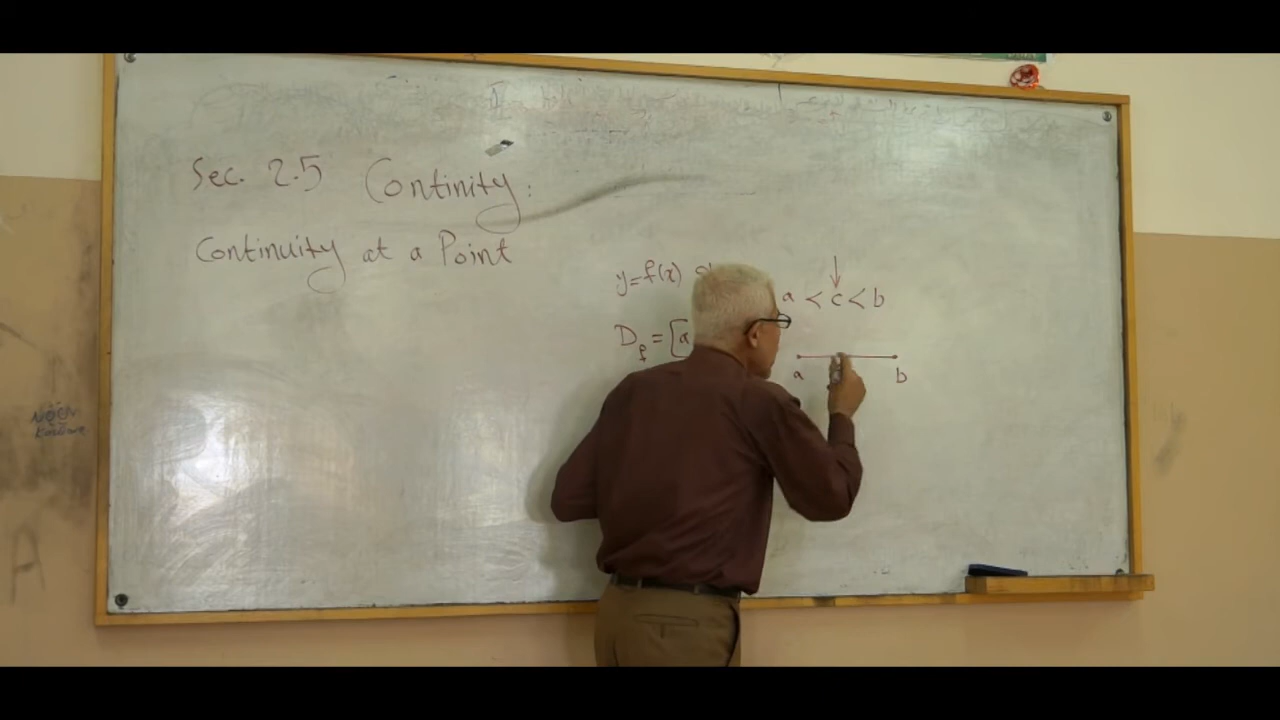 Sec. 2.5 Continity:
Continuity at a Point
y=f(x)
a < c < b
D_f = [a
a b